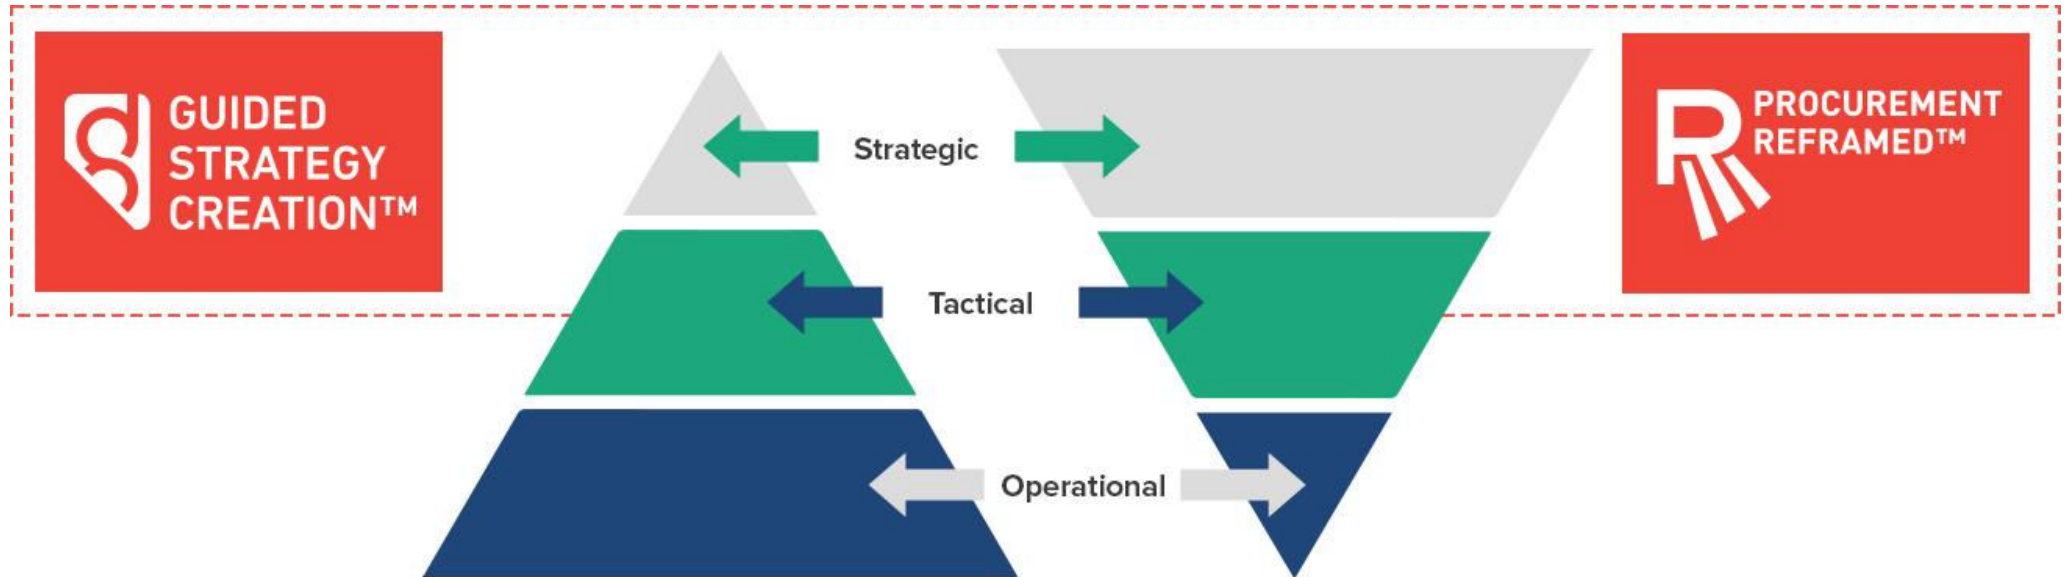 GUIDED
STRATEGY
CREATION™
Strategic
PROCUREMENT
REFRAMED™
Tactical
Operational